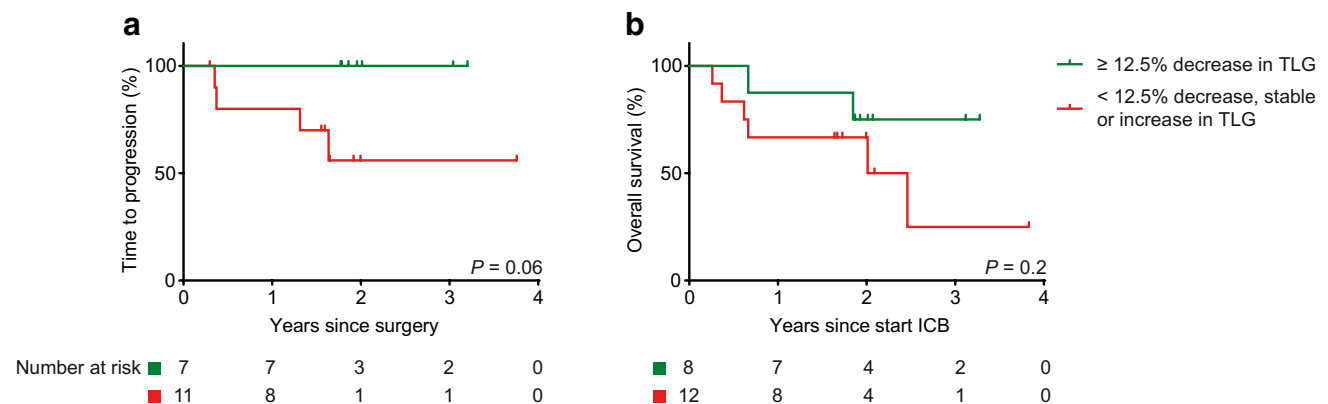 a
Time to progression (%)
100
50
0
0 1 2 3 4
P = 0.06
Years since surgery
b
Overall survival (%)
100
50
0
0 1 2 3 4
P = 0.2
Years since start ICB
≥ 12.5% decrease in TLG
< 12.5% decrease, stable
or increase in TLG
Number at risk 7 7 3 2 0
11 8 1 1 0
8 7 4 2 0
12 8 4 1 0